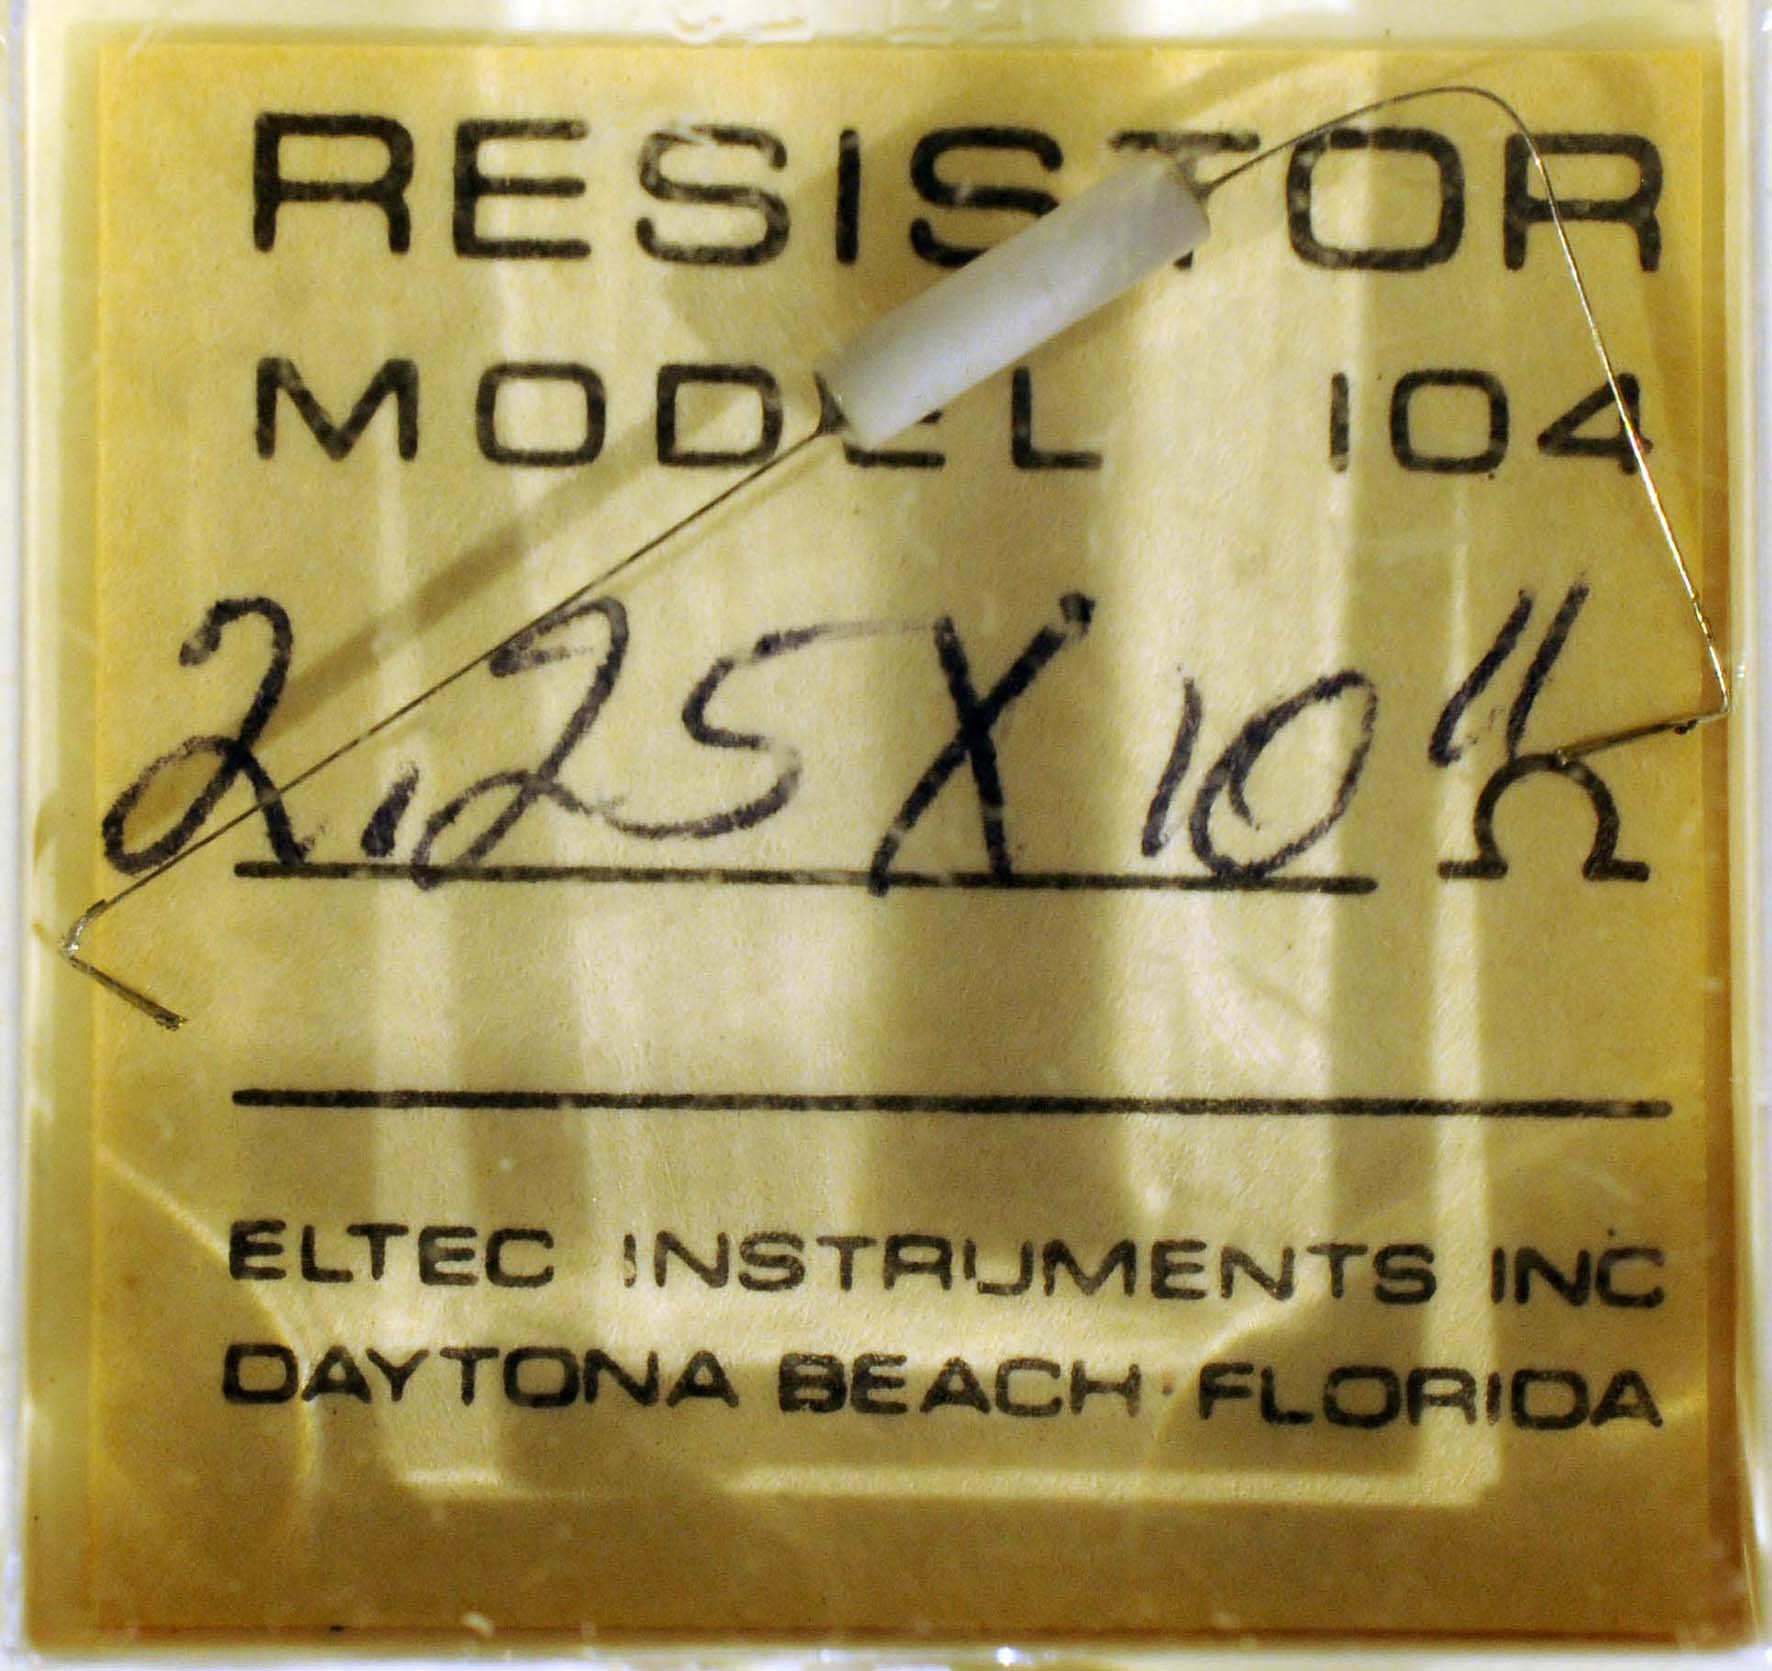 RESISTOR
MODEL 104
2.25 X 10¹¹ Ω
ELTEC INSTRUMENTS INC
DAYTONA BEACH · FLORIDA